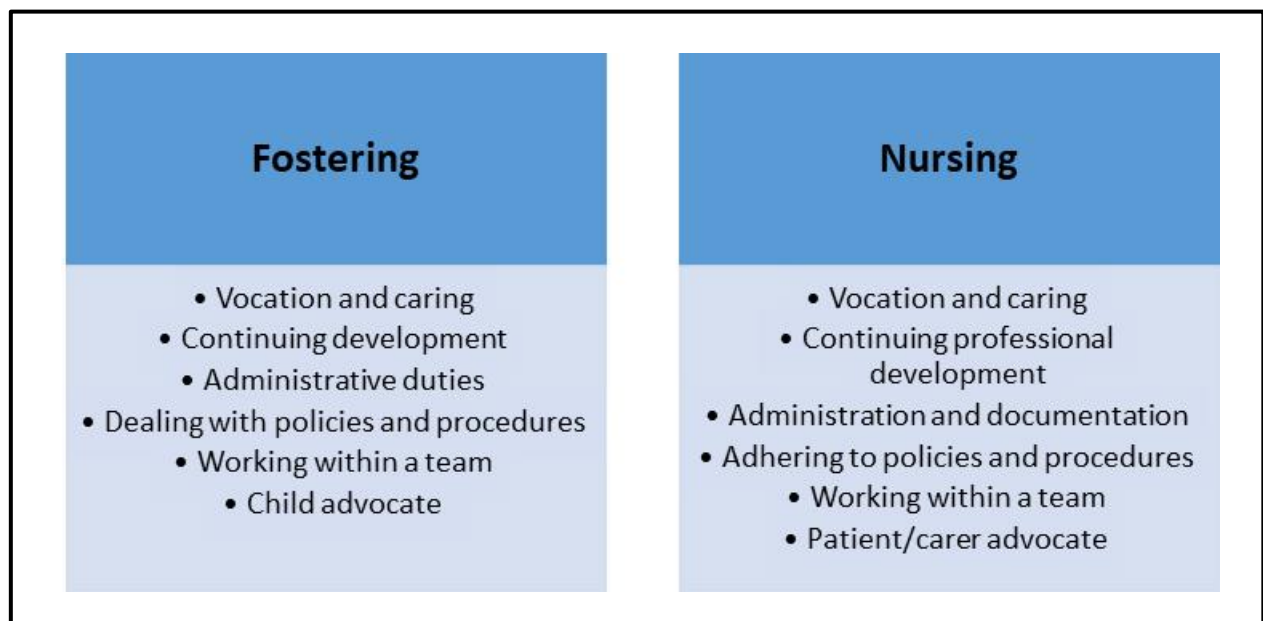 Fostering
• Vocation and caring
• Continuing development
• Administrative duties
• Dealing with policies and procedures
• Working within a team
• Child advocate
Nursing
• Vocation and caring
• Continuing professional
development
• Administration and documentation
• Adhering to policies and procedures
• Working within a team
• Patient/carer advocate